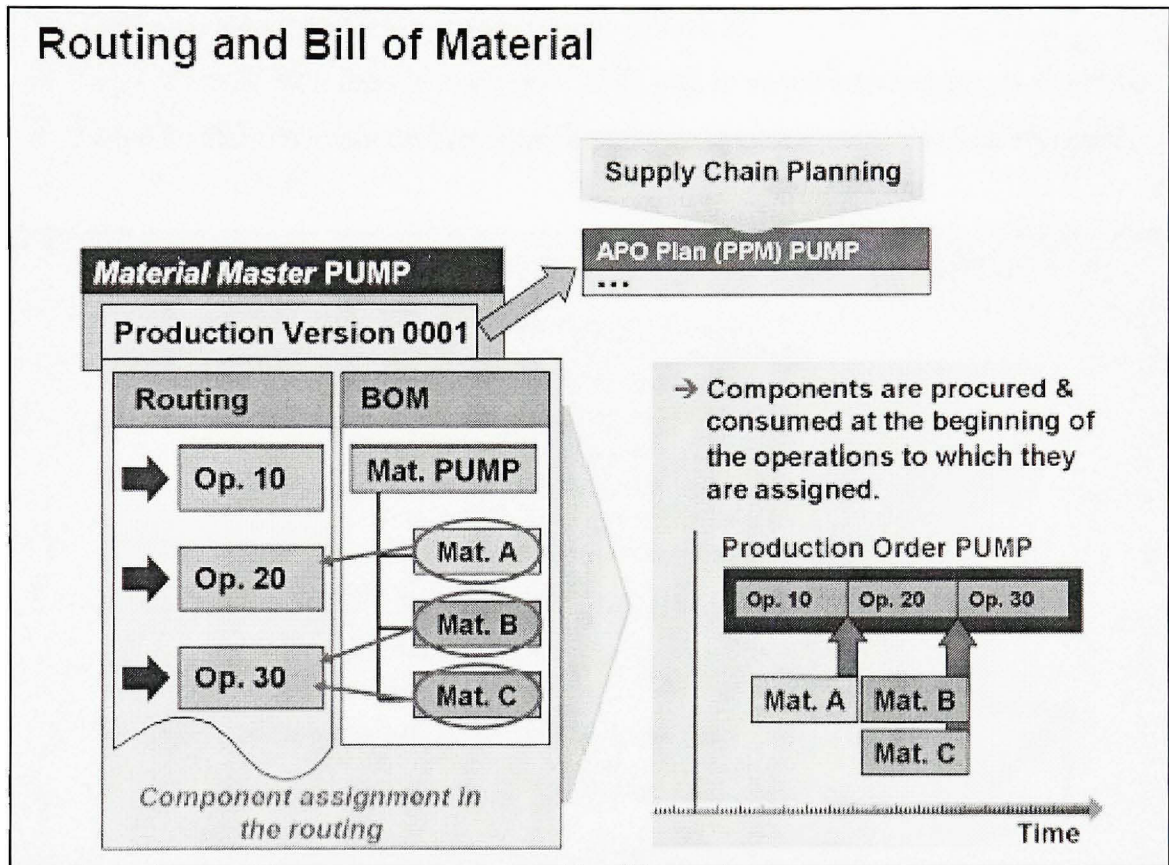 Routing and Bill of Material
Supply Chain Planning
APO Plan (PPM) PUMP
...
Material Master PUMP
Production Version 0001
Routing
BOM
Op. 10
Mat. PUMP
Op. 20
Mat. A
Mat. B
Op. 30
Mat. C
Component assignment in
the routing
→ Components are procured &
consumed at the beginning of
the operations to which they
are assigned.
Production Order PUMP
Op. 10 Op. 20 Op. 30
Mat. A Mat. B
Mat. C
Time